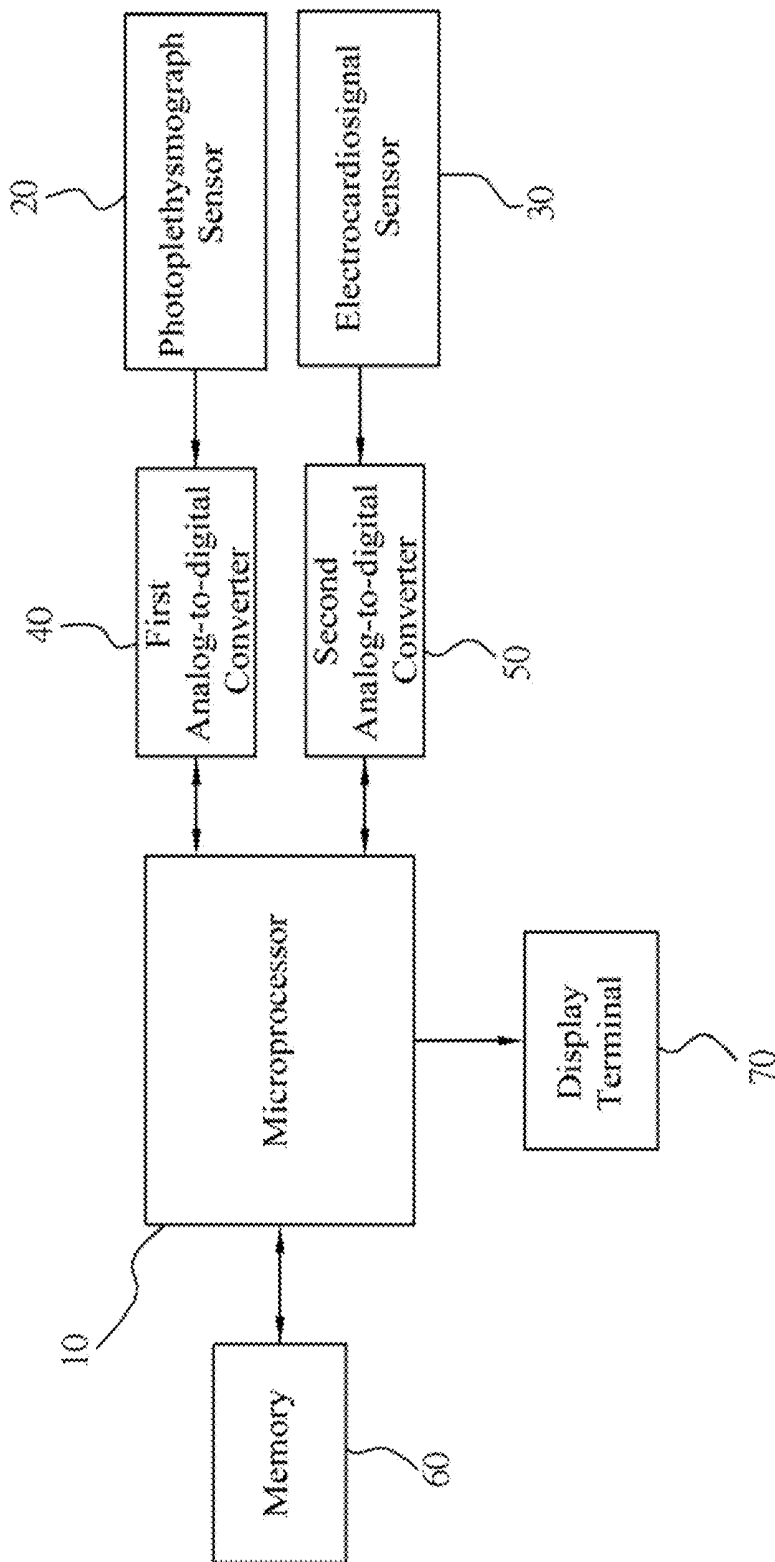 20
Photoplethysmograph
Sensor
30
Electrocardiosignal
Sensor
40
First
Analog-to-digital
Converter
50
Second
Analog-to-digital
Converter
10
Microprocessor
60
Memory
70
Display
Terminal